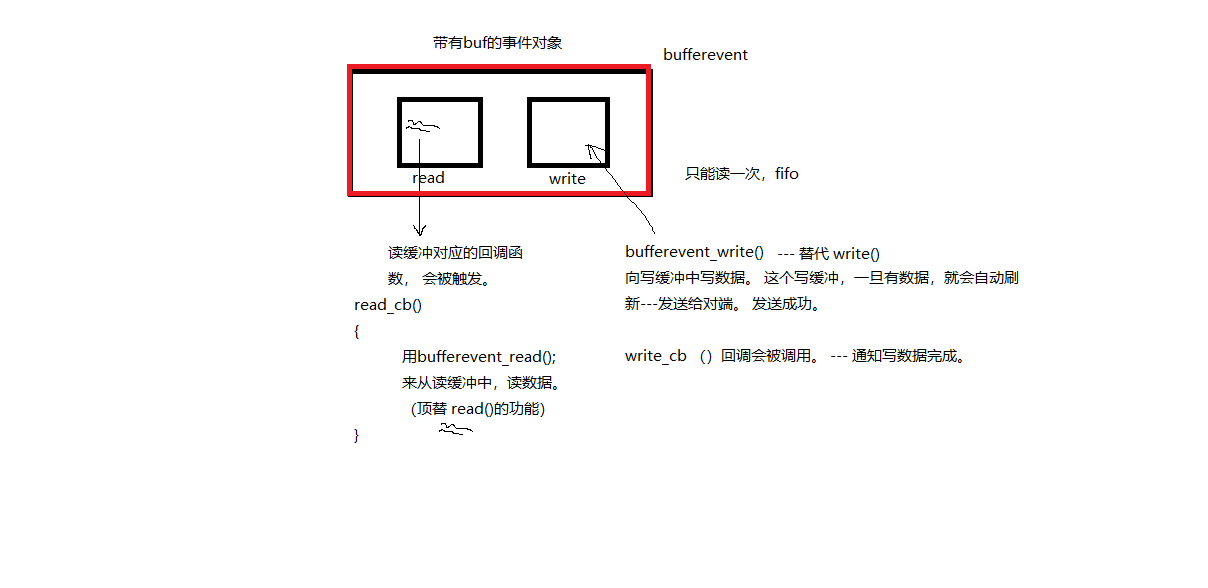 带有buf的事件对象
bufferevent
read
write
只能读一次，fifo
读缓冲对应的回调函
数， 会被触发。
read_cb()
{
用bufferevent_read();
来从读缓冲中，读数据。
（顶替 read()的功能）
}
bufferevent_write() --- 替代 write()
向写缓冲中写数据。 这个写缓冲，一旦有数据，就会自动刷
新---发送给对端。 发送成功。
write_cb （）回调会被调用。 --- 通知写数据完成。